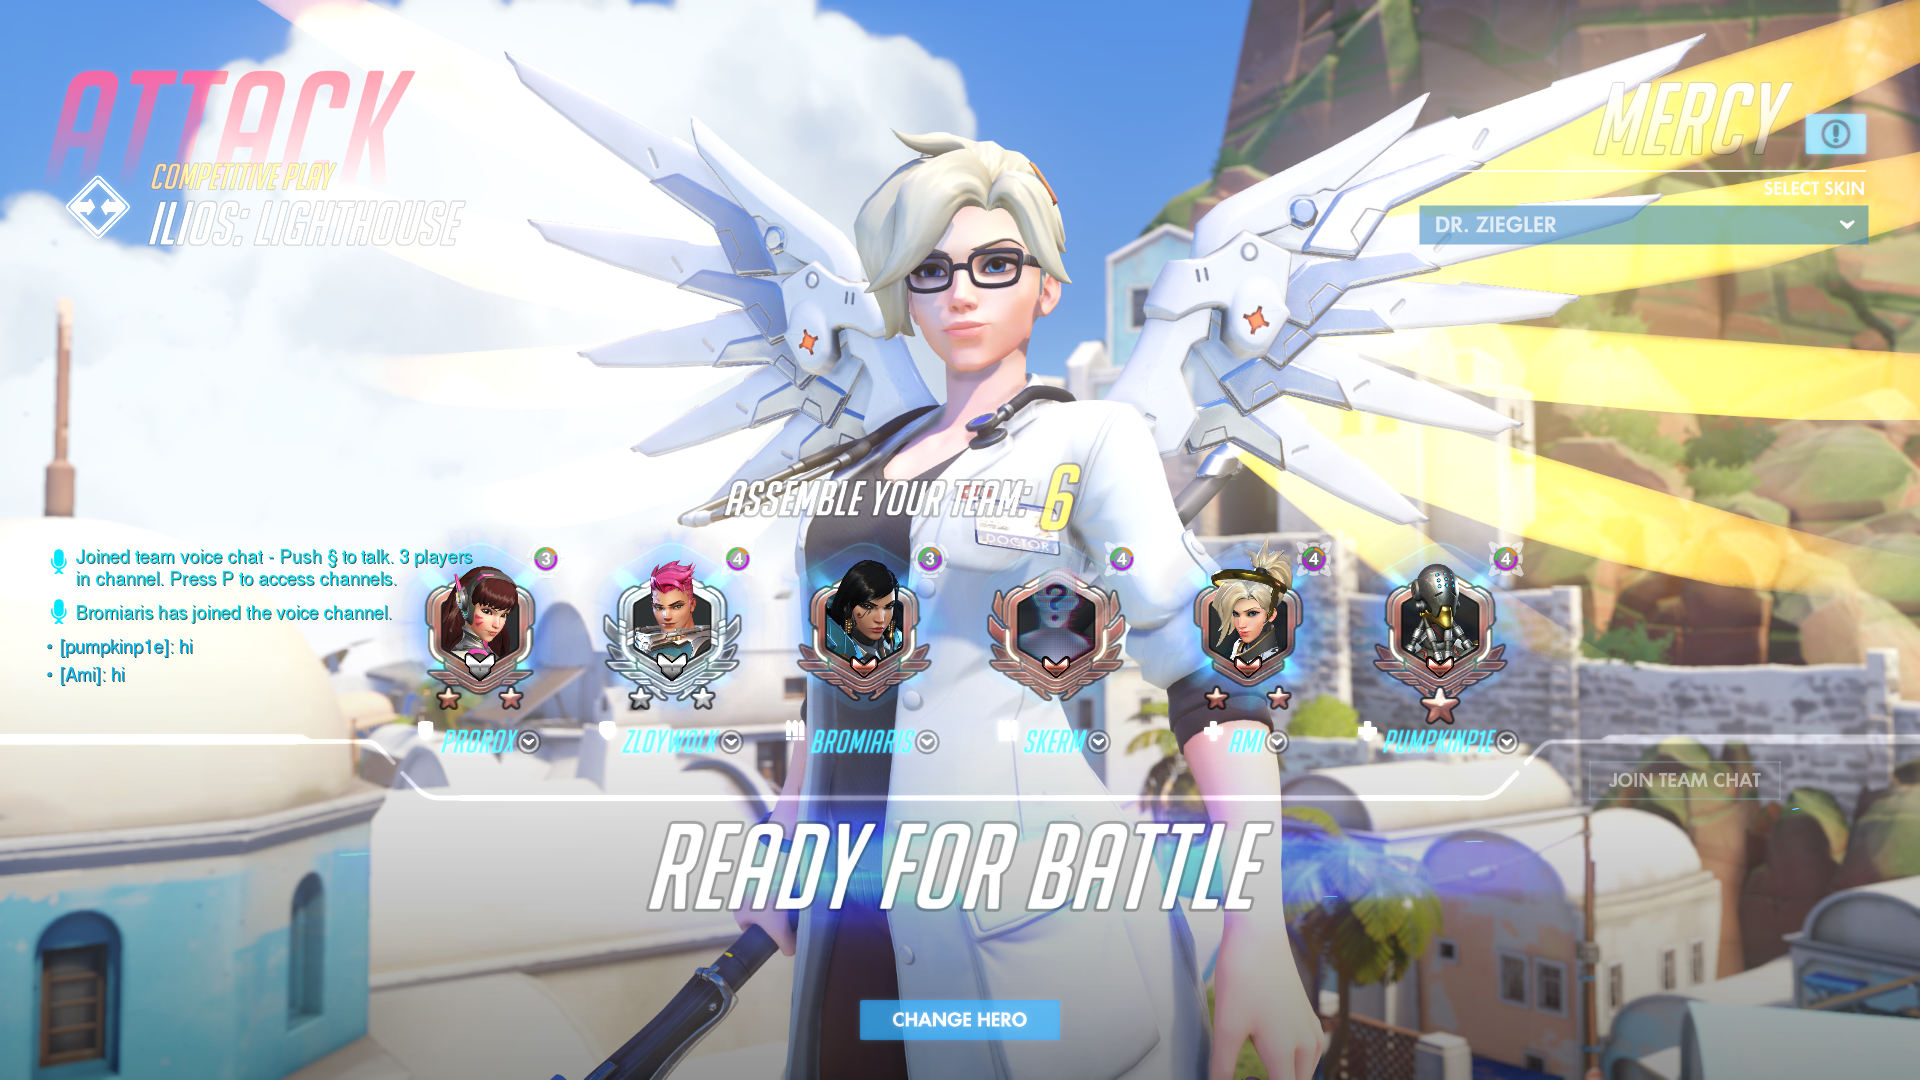 ATTACK
COMPETITIVE PLAY
ILIOS: LIGHTHOUSE
MERCY
SELECT SKIN
DR. ZIEGLER
ASSEMBLE YOUR TEAM: 6
DOCTOR
Joined team voice chat - Push § to talk. 3 players
in channel. Press P to access channels.
Bromiaris has joined the voice channel.
• [pumpkinp1e]: hi
• [Ami]: hi
3 4 3 4 4 4
?
PROROX ZLOYWOLK BROMIARIS SKERM AMI PUMPKINP1E
JOIN TEAM CHAT
READY FOR BATTLE
CHANGE HERO